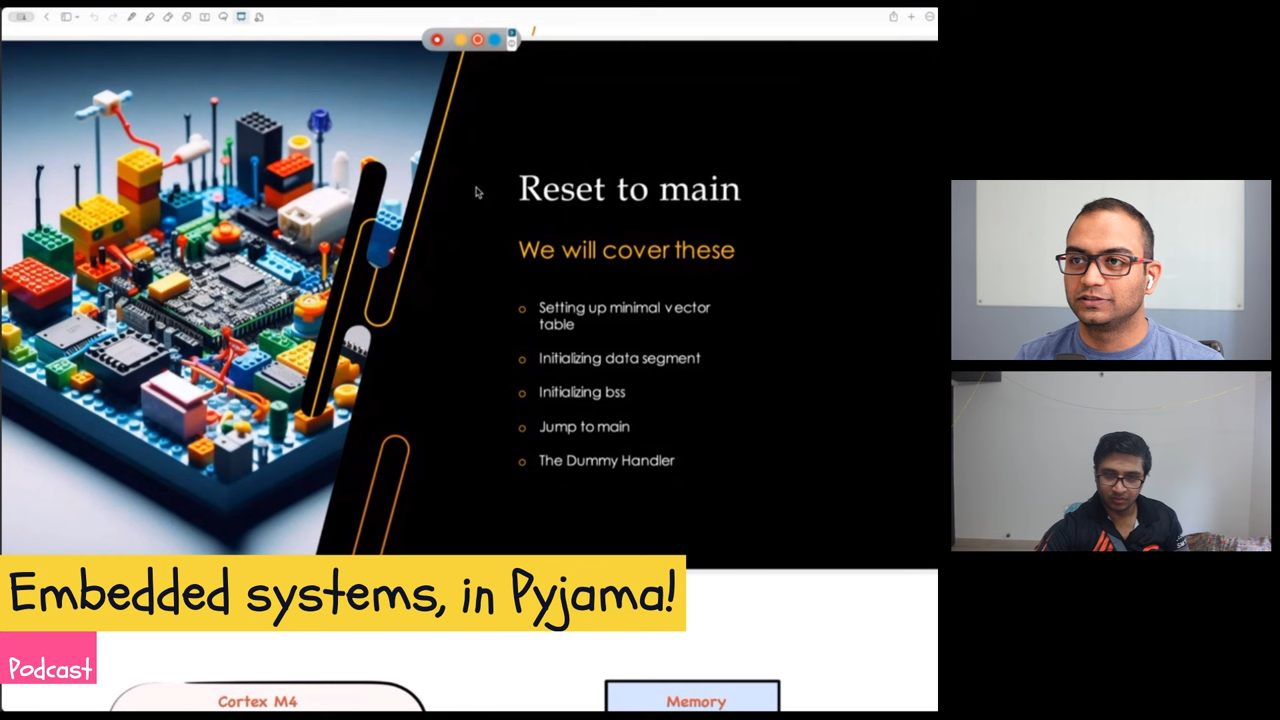 Reset to main
We will cover these
Setting up minimal vector
table
Initializing data segment
Initializing bss
Jump to main
The Dummy Handler
Embedded systems, in Pyjama!
Podcast
Cortex M4
Memory